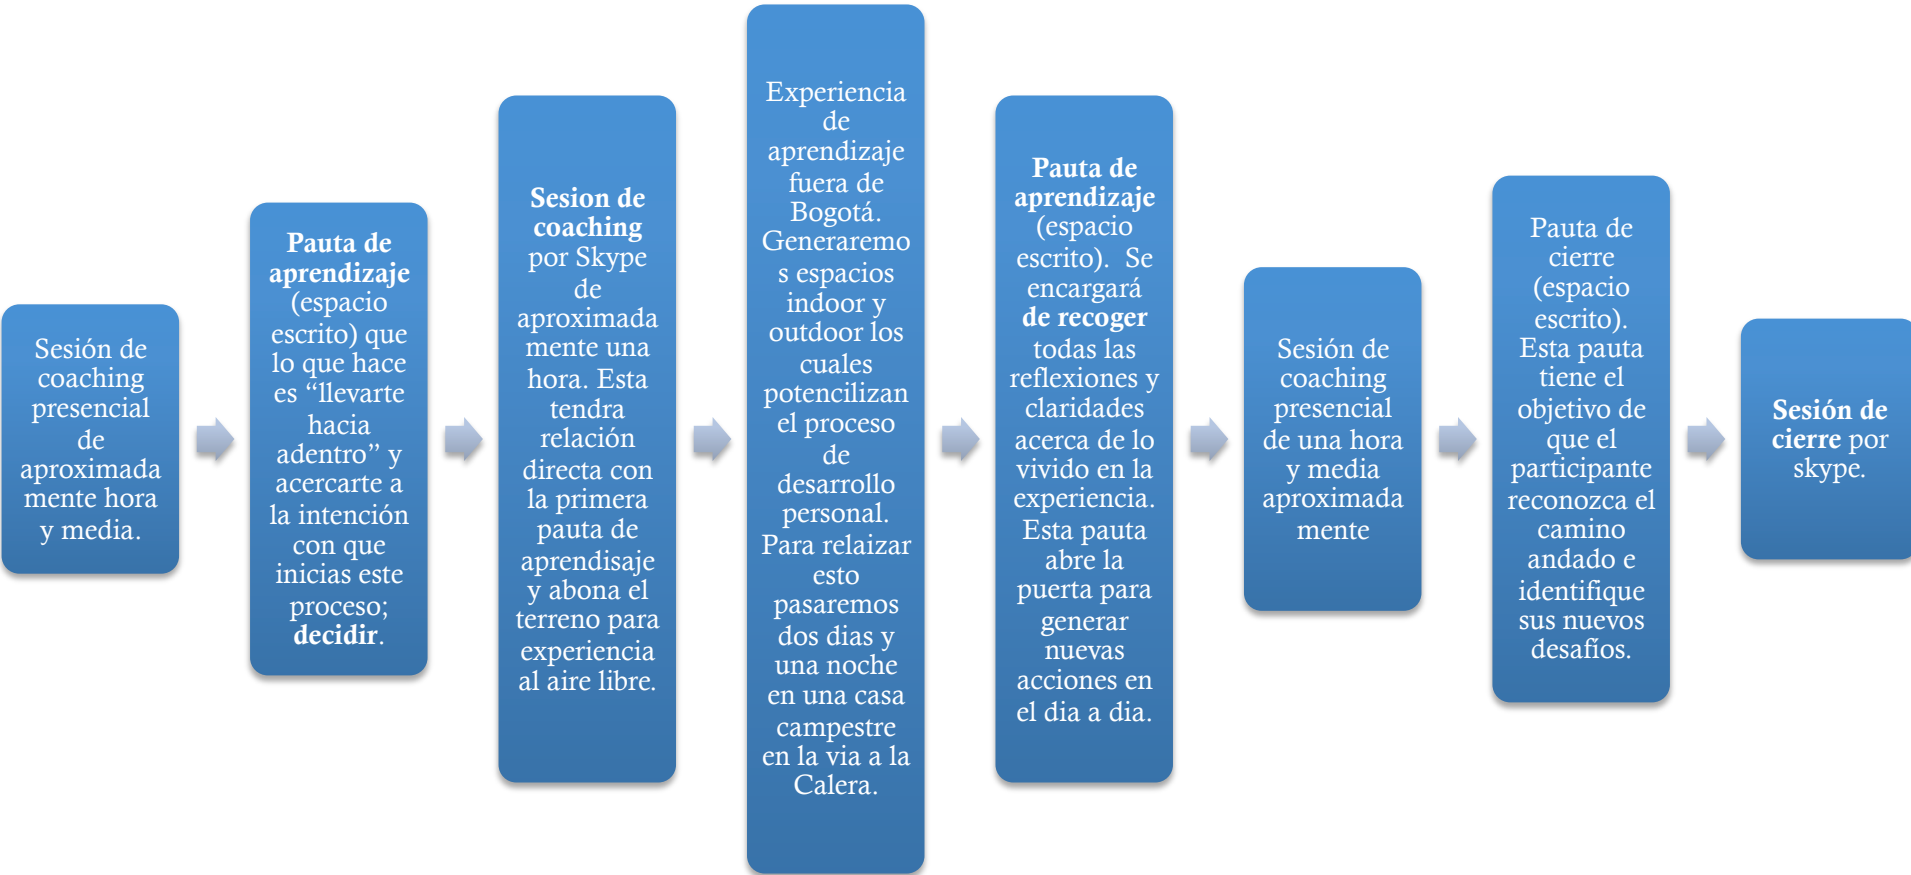 Sesión de
coaching
presencial
de
aproximada
mente hora
y media.
Pauta de
aprendizaje
(espacio
escrito) que
lo que hace
es “llevarte
hacia
adentro” y
acercarte a
la intención
con que
inicias este
proceso;
decidir.
Sesion de
coaching
por Skype
de
aproximada
mente una
hora. Esta
tendra
relación
directa con
la primera
pauta de
aprendisaje
y abona el
terreno para
experiencia
al aire libre.
Experiencia
de
aprendizaje
fuera de
Bogotá.
Generaremo
s espacios
indoor y
outdoor los
cuales
potencilizan
el proceso
de
desarrollo
personal.
Para relaizar
esto
pasaremos
dos dias y
una noche
en una casa
campestre
en la via a la
Calera.
Pauta de
aprendizaje
(espacio
escrito).  Se
encargará
de recoger
todas las
reflexiones y
claridades
acerca de lo
vivido en la
experiencia.
Esta pauta
abre la
puerta para
generar
nuevas
acciones en
el dia a dia.
Sesión de
coaching
presencial
de una hora
y media
aproximada
mente
Pauta de
cierre
(espacio
escrito).
Esta pauta
tiene el
objetivo de
que el
participante
reconozca el
camino
andado e
identifique
sus nuevos
desafíos.
Sesión de
cierre por
skype.